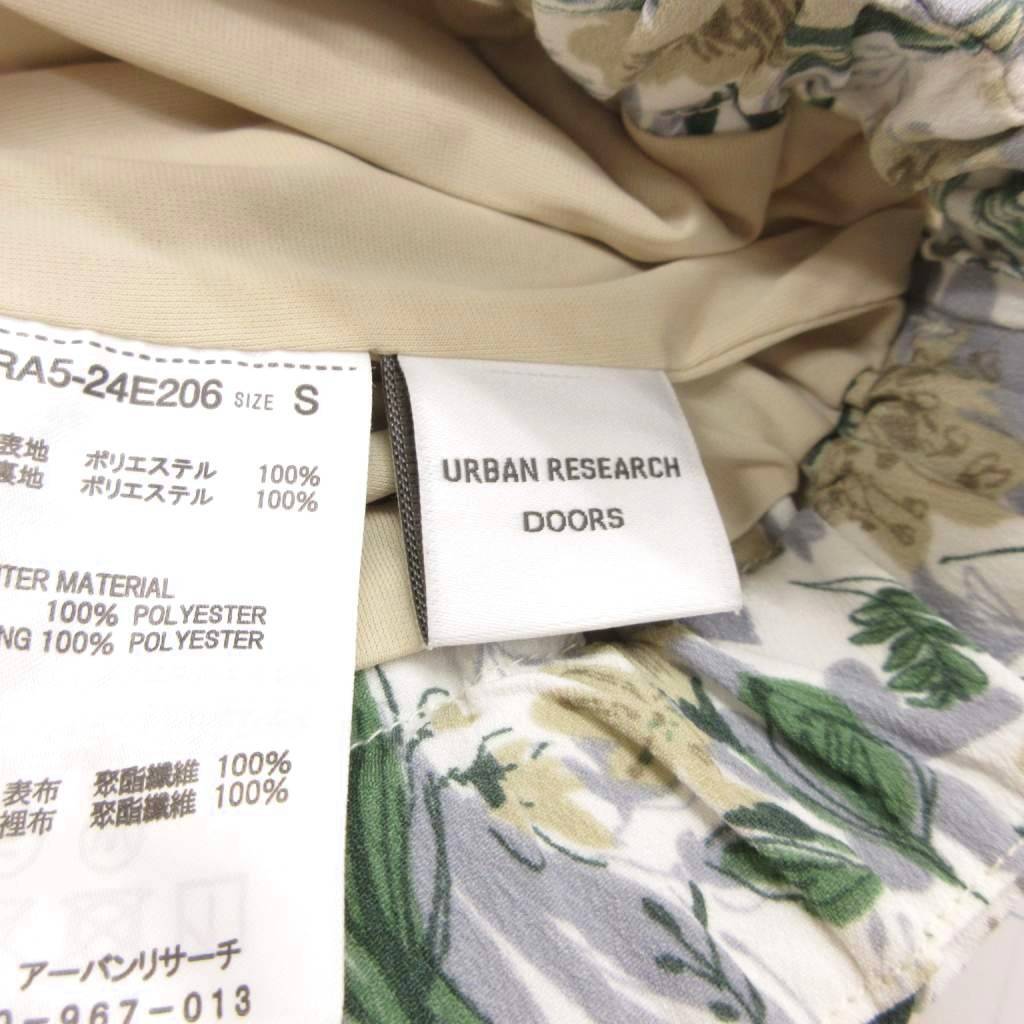 RA5-24E206 SIZE S
表地 ポリエステル 100%
裏地 ポリエステル 100%
MATERIAL
100% POLYESTER
100% POLYESTER
表布 聚酯纖維 100%
裡布 聚酯纖維 100%
アーバンリサーチ
-967-013
URBAN RESEARCH
DOORS